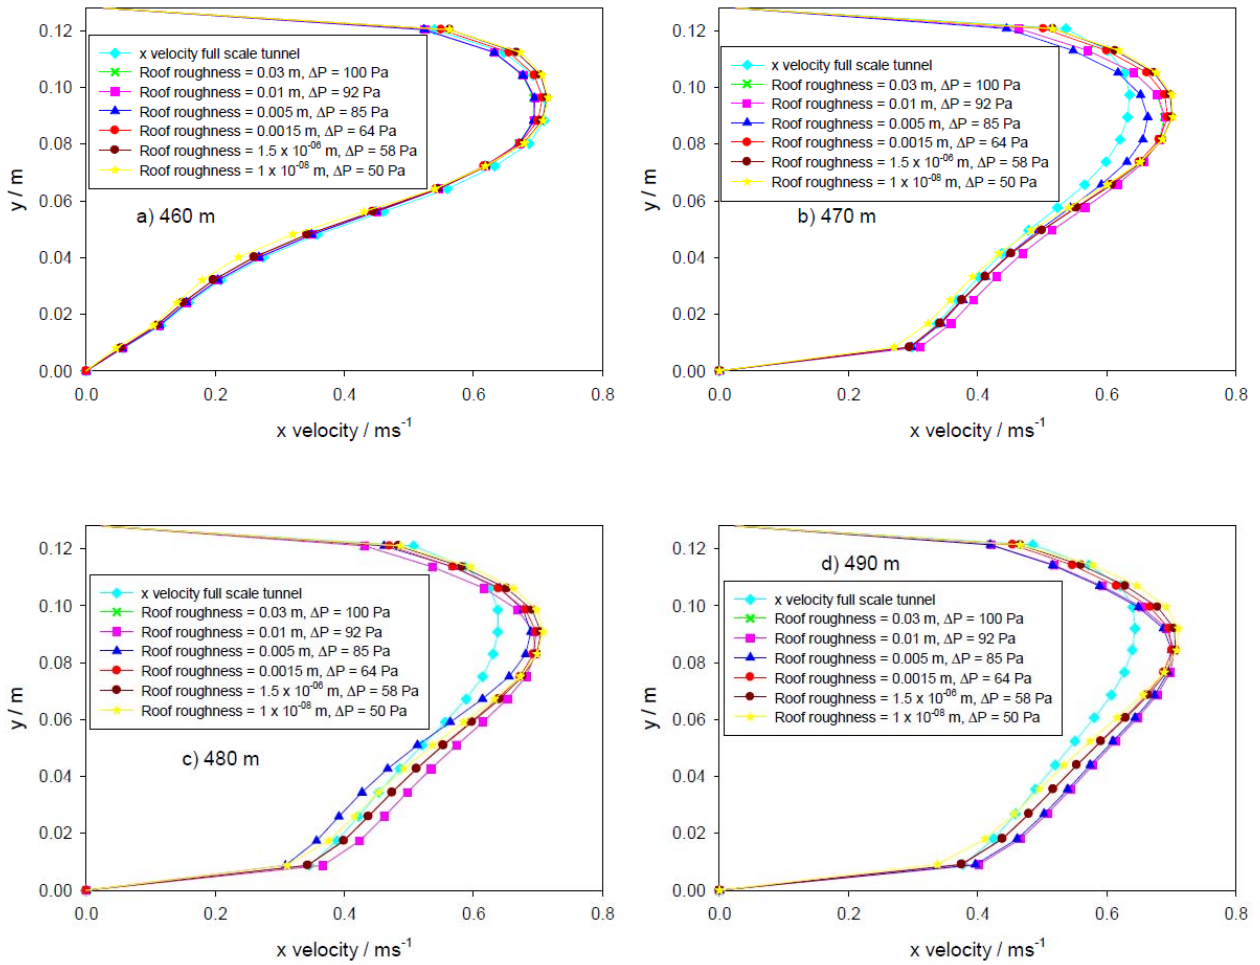 0.12
0.10
0.08
0.06
0.04
0.02
0.00
y / m
x velocity full scale tunnel
Roof roughness = 0.03 m, ΔP = 100 Pa
Roof roughness = 0.01 m, ΔP = 92 Pa
Roof roughness = 0.005 m, ΔP = 85 Pa
Roof roughness = 0.0015 m, ΔP = 64 Pa
Roof roughness = 1.5 x 10⁻⁰⁶ m, ΔP = 58 Pa
Roof roughness = 1 x 10⁻⁰⁸ m, ΔP = 50 Pa
a) 460 m
0.0 0.2 0.4 0.6 0.8
x velocity / ms⁻¹
0.12
0.10
0.08
0.06
0.04
0.02
0.00
y / m
x velocity full scale tunnel
Roof roughness = 0.03 m, ΔP = 100 Pa
Roof roughness = 0.01 m, ΔP = 92 Pa
Roof roughness = 0.005 m, ΔP = 85 Pa
Roof roughness = 0.0015 m, ΔP = 64 Pa
Roof roughness = 1.5 x 10⁻⁰⁶ m, ΔP = 58 Pa
Roof roughness = 1 x 10⁻⁰⁸ m, ΔP = 50 Pa
b) 470 m
0.0 0.2 0.4 0.6 0.8
x velocity / ms⁻¹
0.12
0.10
0.08
0.06
0.04
0.02
0.00
y / m
x velocity full scale tunnel
Roof roughness = 0.03 m, ΔP = 100 Pa
Roof roughness = 0.01 m, ΔP = 92 Pa
Roof roughness = 0.005 m, ΔP = 85 Pa
Roof roughness = 0.0015 m, ΔP = 64 Pa
Roof roughness = 1.5 x 10⁻⁰⁶ m, ΔP = 58 Pa
Roof roughness = 1 x 10⁻⁰⁸ m, ΔP = 50 Pa
c) 480 m
0.0 0.2 0.4 0.6 0.8
x velocity / ms⁻¹
0.12
0.10
0.08
0.06
0.04
0.02
0.00
y / m
d) 490 m
x velocity full scale tunnel
Roof roughness = 0.03 m, ΔP = 100 Pa
Roof roughness = 0.01 m, ΔP = 92 Pa
Roof roughness = 0.005 m, ΔP = 85 Pa
Roof roughness = 0.0015 m, ΔP = 64 Pa
Roof roughness = 1.5 x 10⁻⁰⁶ m, ΔP = 58 Pa
Roof roughness = 1 x 10⁻⁰⁸ m, ΔP = 50 Pa
0.0 0.2 0.4 0.6 0.8
x velocity / ms⁻¹